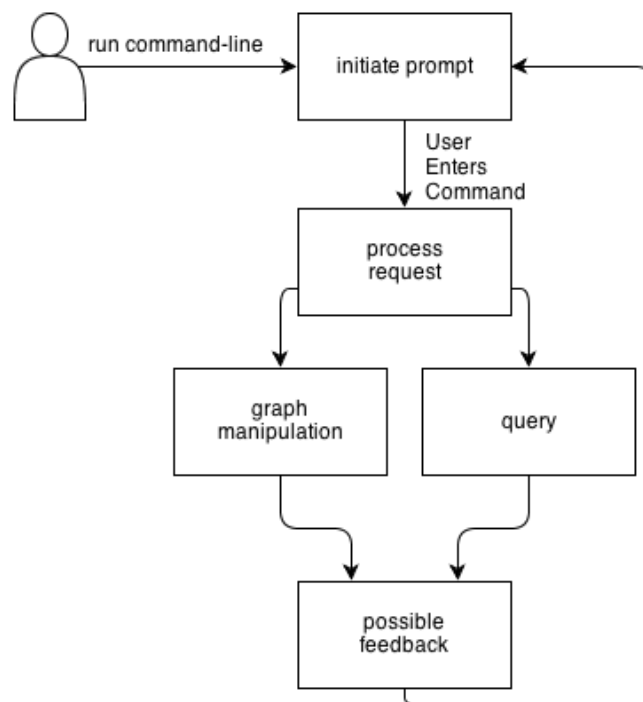 run command-line
initiate prompt
User
Enters
Command
process
request
graph
manipulation
query
possible
feedback